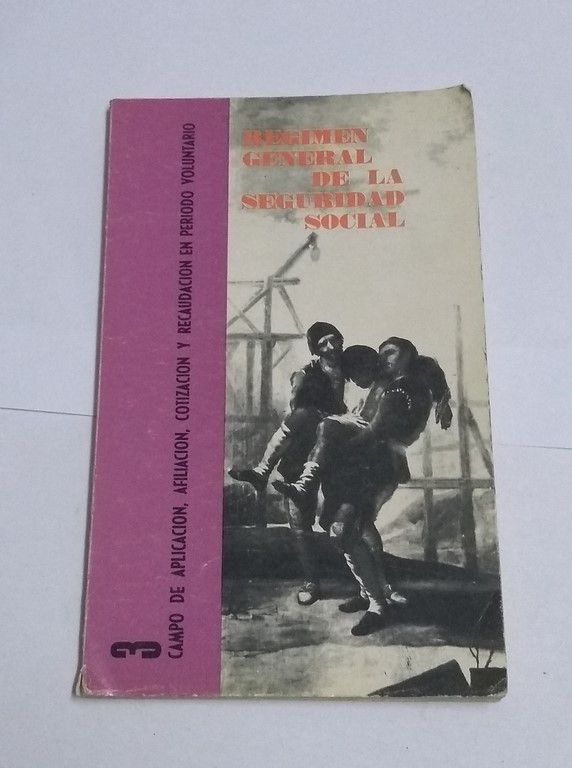 REGIMEN
GENERAL
DE LA
SEGURIDAD
SOCIAL
3
CAMPO DE APLICACION, AFILIACION, COTIZACION Y RECAUDACION EN PERIODO VOLUNTARIO